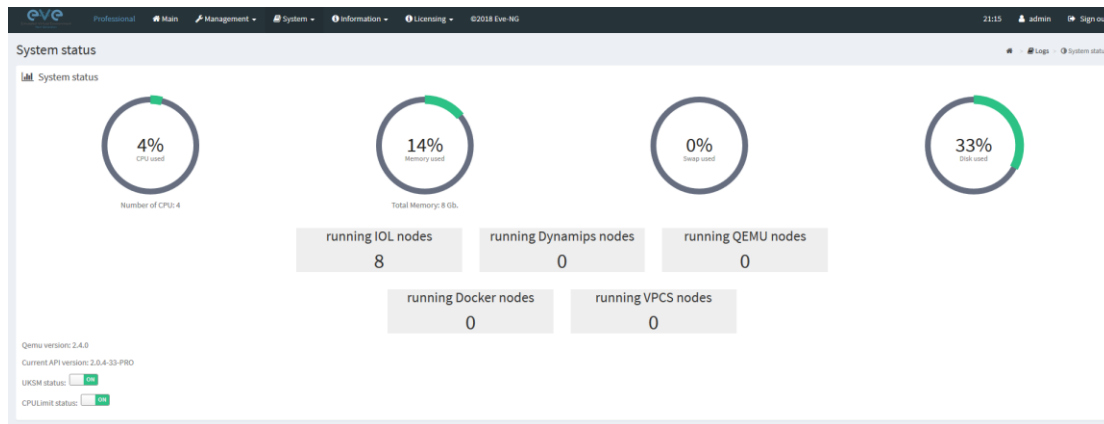 eve Professional Main Management System Information Licensing ©2018 Eve-NG 21:15 admin Sign ou
System status Logs System statu
System status
4% 14% 0% 33%
CPU used Memory used Swap used Disk used
Number of CPU: 4 Total Memory: 8 Gb.
running IOL nodes running Dynamips nodes running QEMU nodes
8 0 0
running Docker nodes running VPCS nodes
0 0
Qemu version: 2.4.0
Current API version: 2.0.4-33-PRO
UKSM status: ON
CPULimit status: ON